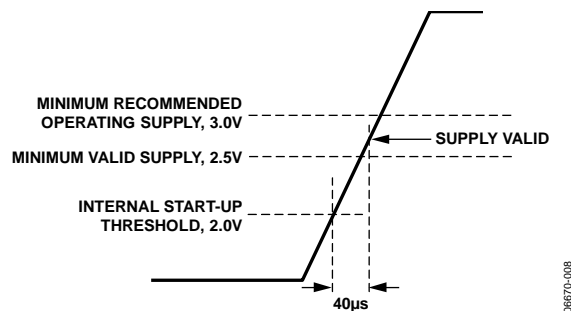 MINIMUM RECOMMENDED
OPERATING SUPPLY, 3.0V
SUPPLY VALID
MINIMUM VALID SUPPLY, 2.5V
INTERNAL START-UP
THRESHOLD, 2.0V
40µs
06670-008